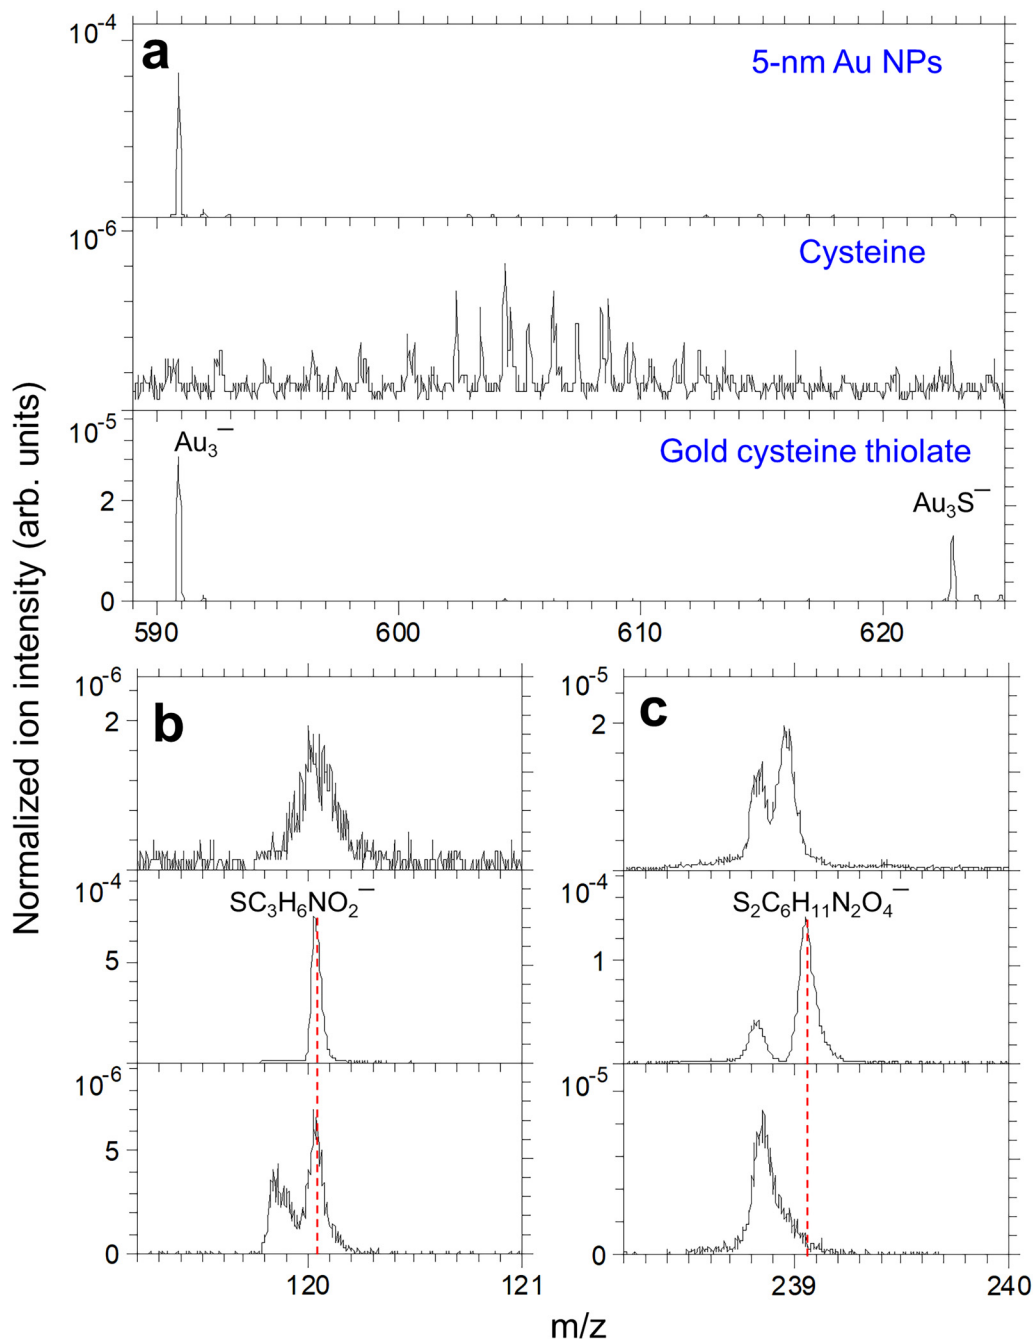 10⁻⁴
a
5-nm Au NPs
10⁻⁶
Cysteine
10⁻⁵
Au₃⁻
Gold cysteine thiolate
2
Au₃S⁻
0
590 600 610 620
Normalized ion intensity (arb. units)
10⁻⁶
b
2
10⁻⁵
c
2
10⁻⁴
SC₃H₆NO₂⁻
5
10⁻⁴
S₂C₆H₁₁N₂O₄⁻
1
10⁻⁶
5
0
10⁻⁵
0
120 121
239 240
m/z